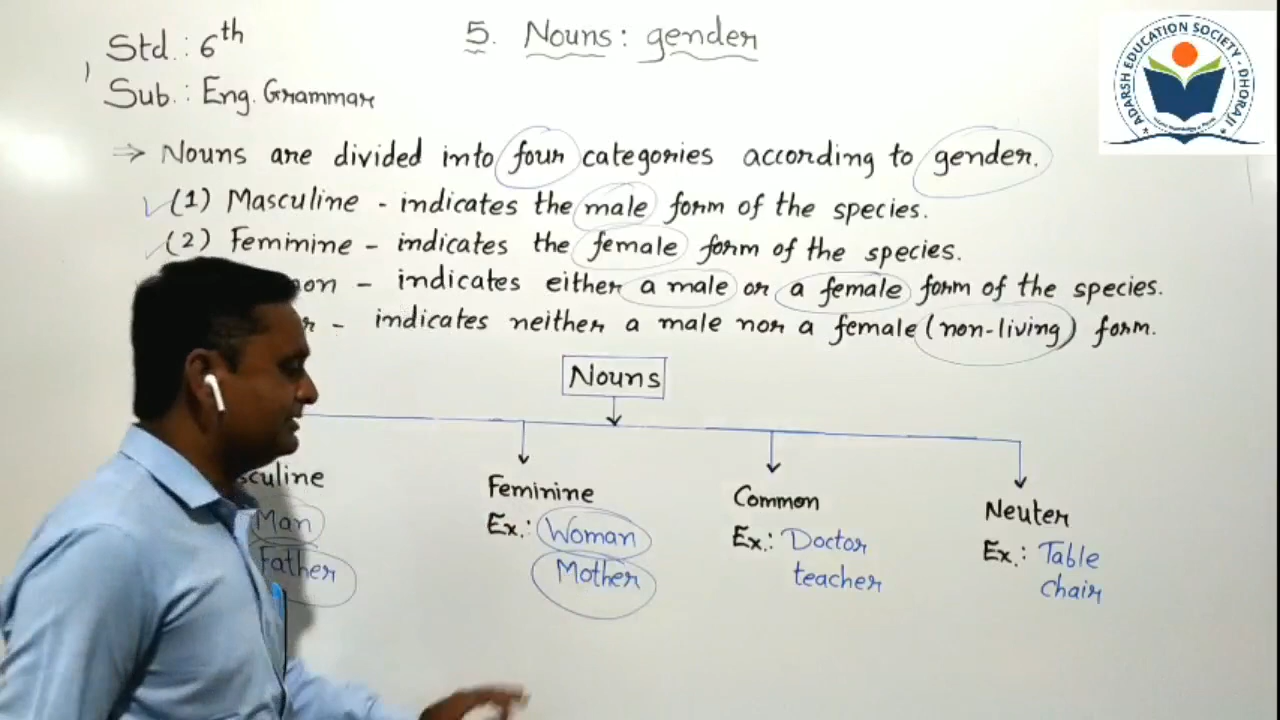 Std.: 6th
Sub.: Eng. Grammar
5. Nouns: gender
ADARSH EDUCATION SOCIETY - DHORAJI
⇒ Nouns are divided into four categories according to gender.
(1) Masculine - indicates the male form of the species.
(2) Feminine - indicates the female form of the species.
- indicates either a male or a female form of the species.
- indicates neither a male nor a female (non-living) form.
Nouns
Feminine
Ex.: Woman
Mother
Common
Ex.: Doctor
teacher
Neuter
Ex.: Table
chair
Man
Father